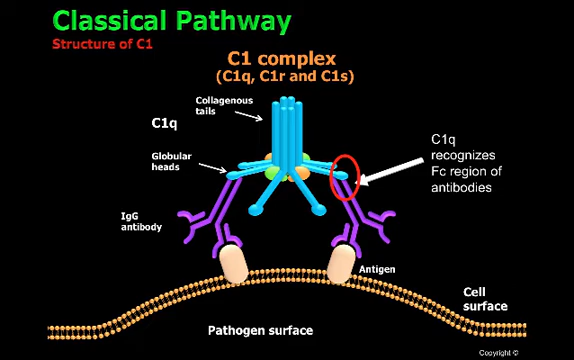 Classical Pathway
Structure of C1
C1 complex
(C1q, C1r and C1s)
Collagenous
tails
C1q
Globular
heads
C1q
recognizes
Fc region of
antibodies
IgG
antibody
Antigen
Cell
surface
Pathogen surface
Copyright ©